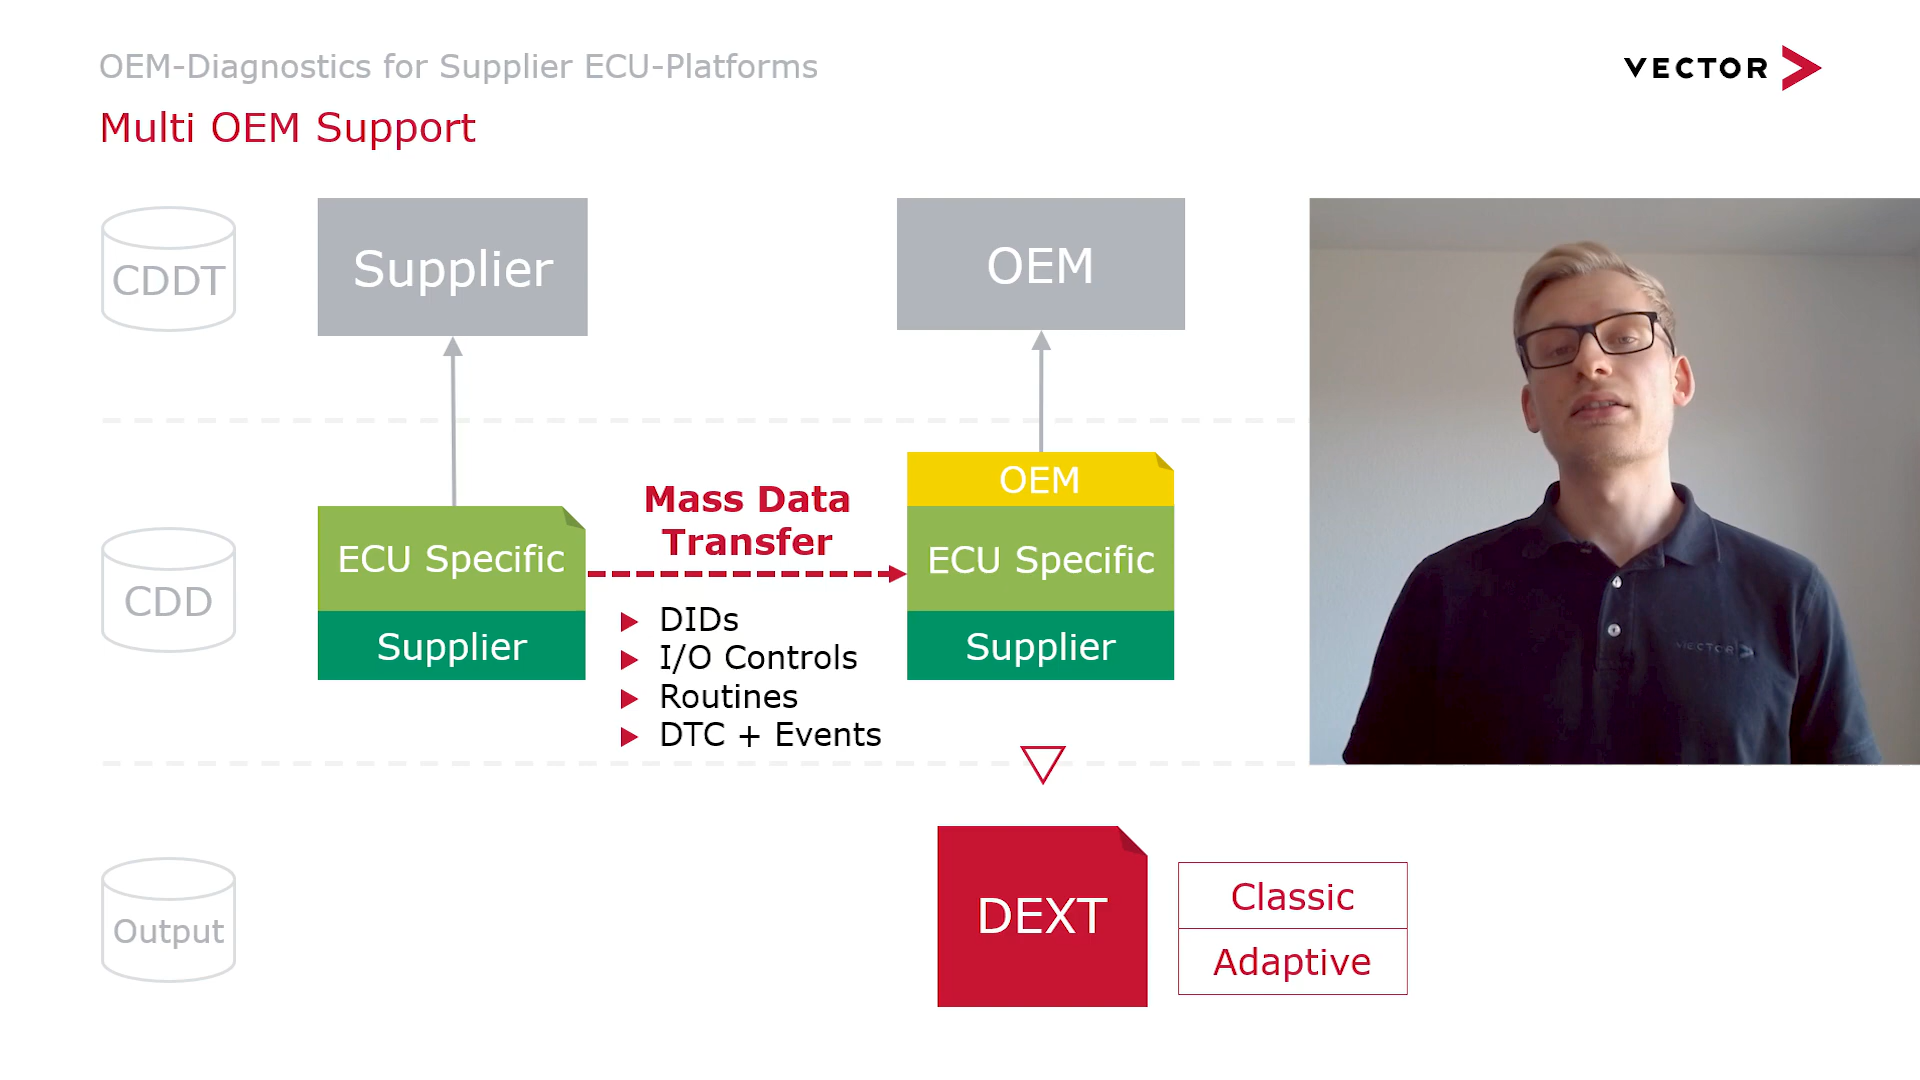 OEM-Diagnostics for Supplier ECU-Platforms
VECTOR
Multi OEM Support
CDDT
Supplier
OEM
CDD
ECU Specific
Supplier
Mass Data
Transfer
DIDs
I/O Controls
Routines
DTC + Events
OEM
ECU Specific
Supplier
VECTOR
Output
DEXT
Classic
Adaptive